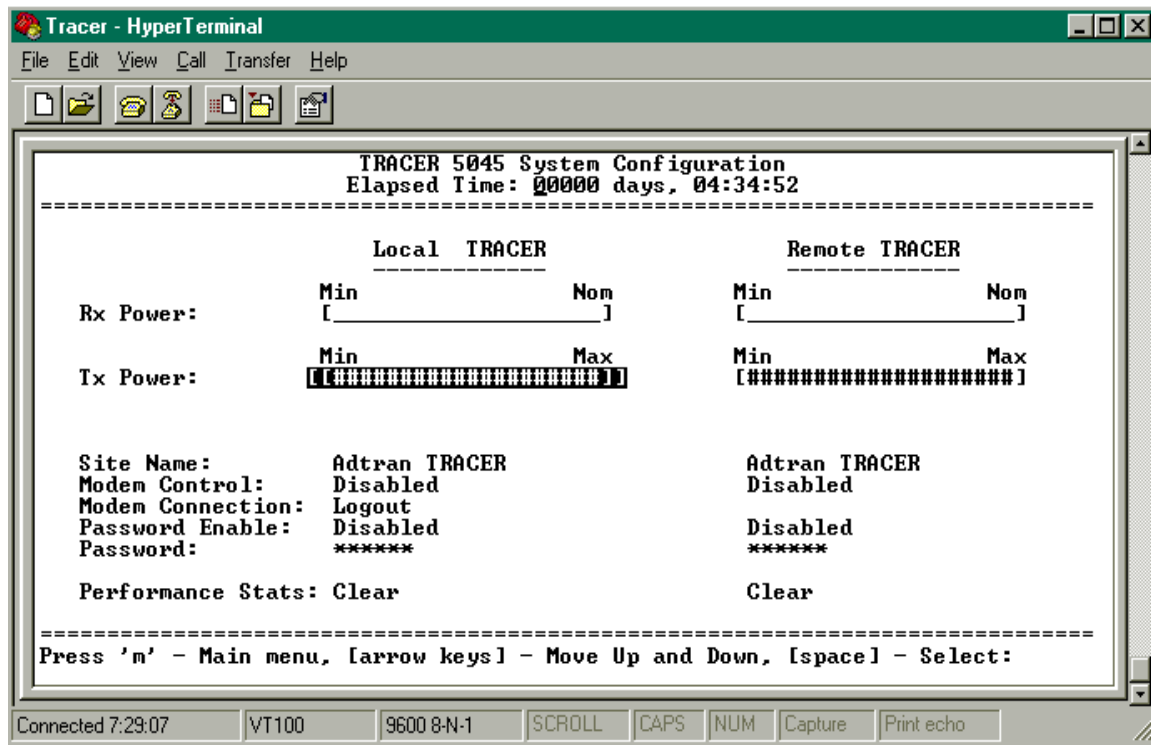 Tracer - HyperTerminal
File Edit View Call Transfer Help
TRACER 5045 System Configuration
Elapsed Time: 00000 days, 04:34:52
==============================================================================
Local TRACER Remote TRACER
------------- -------------
Min Nom Min Nom
Rx Power: [____________________] [____________________]
Min Max Min Max
Tx Power: [[####################]] [####################]
Site Name: Adtran TRACER Adtran TRACER
Modem Control: Disabled Disabled
Modem Connection: Logout
Password Enable: Disabled Disabled
Password: ****** ******
Performance Stats: Clear Clear
==============================================================================
Press 'm' - Main menu, [arrow keys] - Move Up and Down, [space] - Select:
Connected 7:29:07 VT100 9600 8-N-1 SCROLL CAPS NUM Capture Print echo